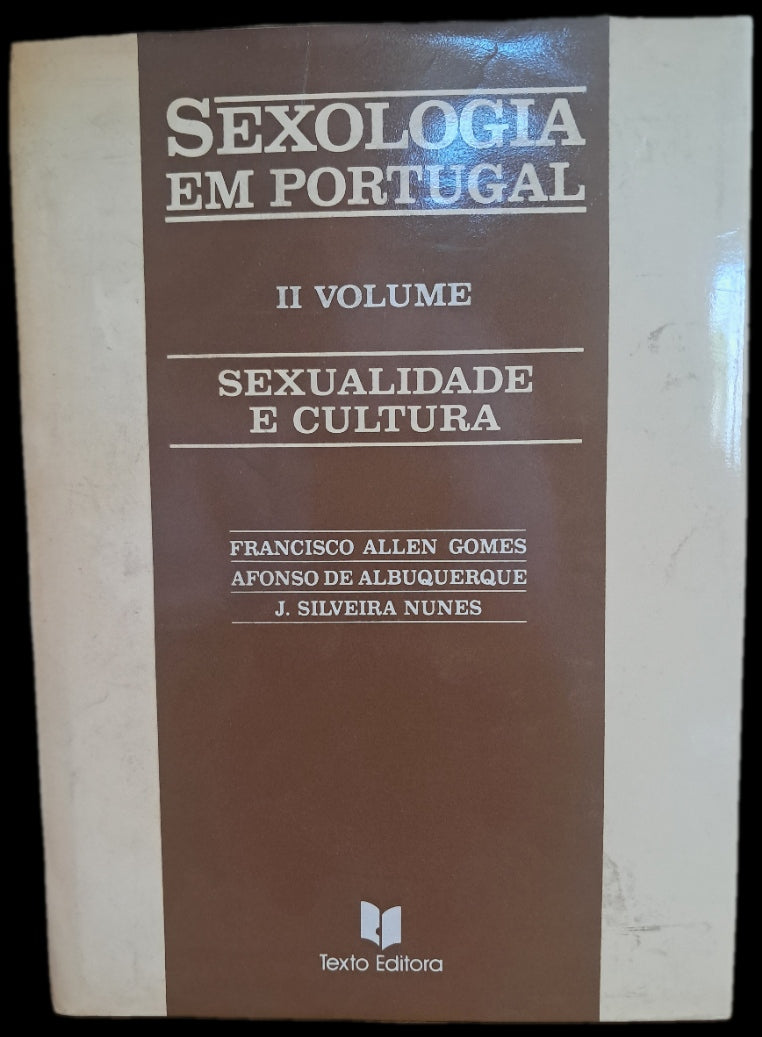 SEXOLOGIA
EM PORTUGAL
II VOLUME
SEXUALIDADE
E CULTURA
FRANCISCO ALLEN GOMES
AFONSO DE ALBUQUERQUE
J. SILVEIRA NUNES
Texto Editora